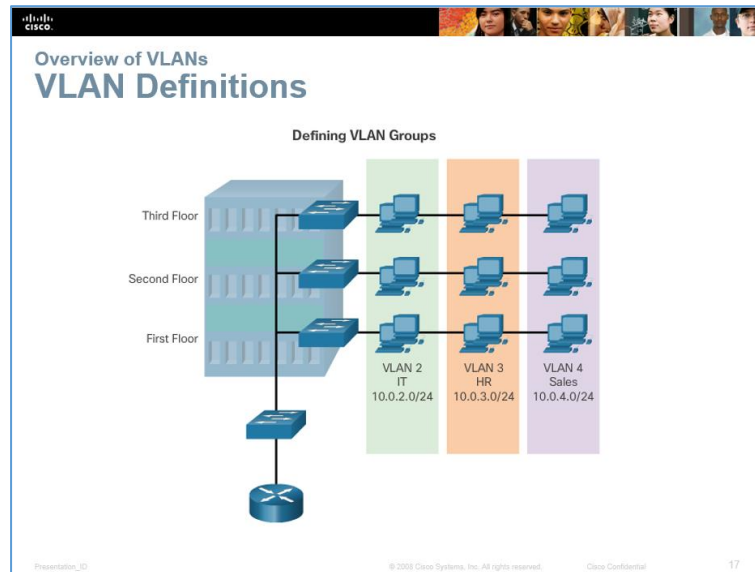 cisco.
Overview of VLANs
VLAN Definitions
Defining VLAN Groups
Third Floor
Second Floor
First Floor
VLAN 2
IT
10.0.2.0/24
VLAN 3
HR
10.0.3.0/24
VLAN 4
Sales
10.0.4.0/24
Presentation_ID
© 2008 Cisco Systems, Inc. All rights reserved.
Cisco Confidential
17